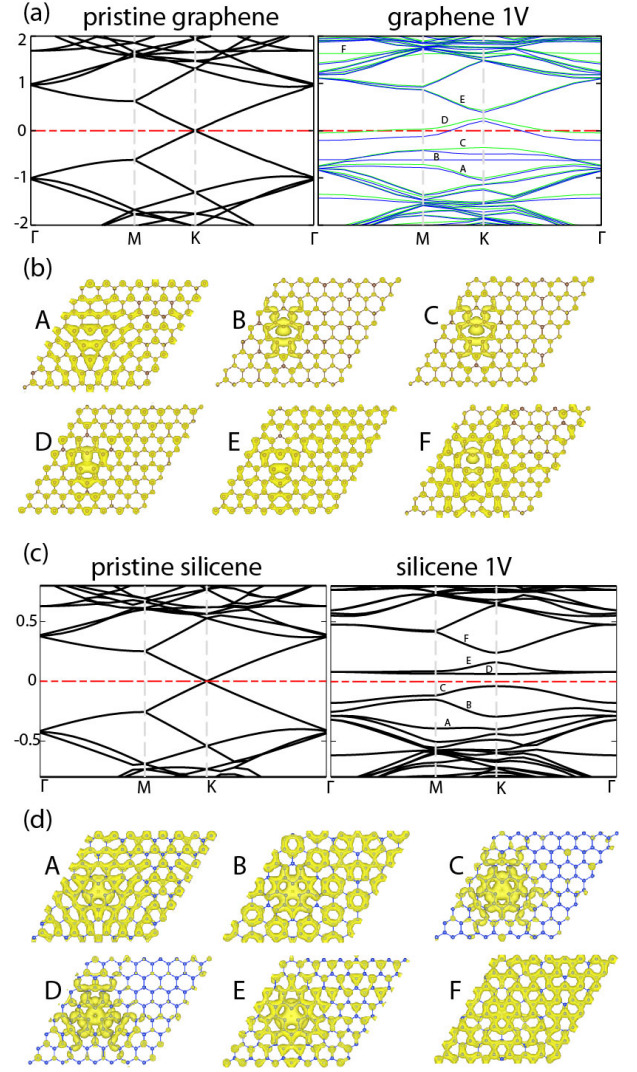 (a)
pristine graphene
graphene 1V
2
1
0
-1
-2
Γ M K Γ
F
E
D
C
B
A
Γ M K Γ
(b)
A B C
D E F
(c)
pristine silicene
silicene 1V
0.5
0
-0.5
Γ M K Γ
F
E
D
C
B
A
Γ M K Γ
(d)
A B C
D E F